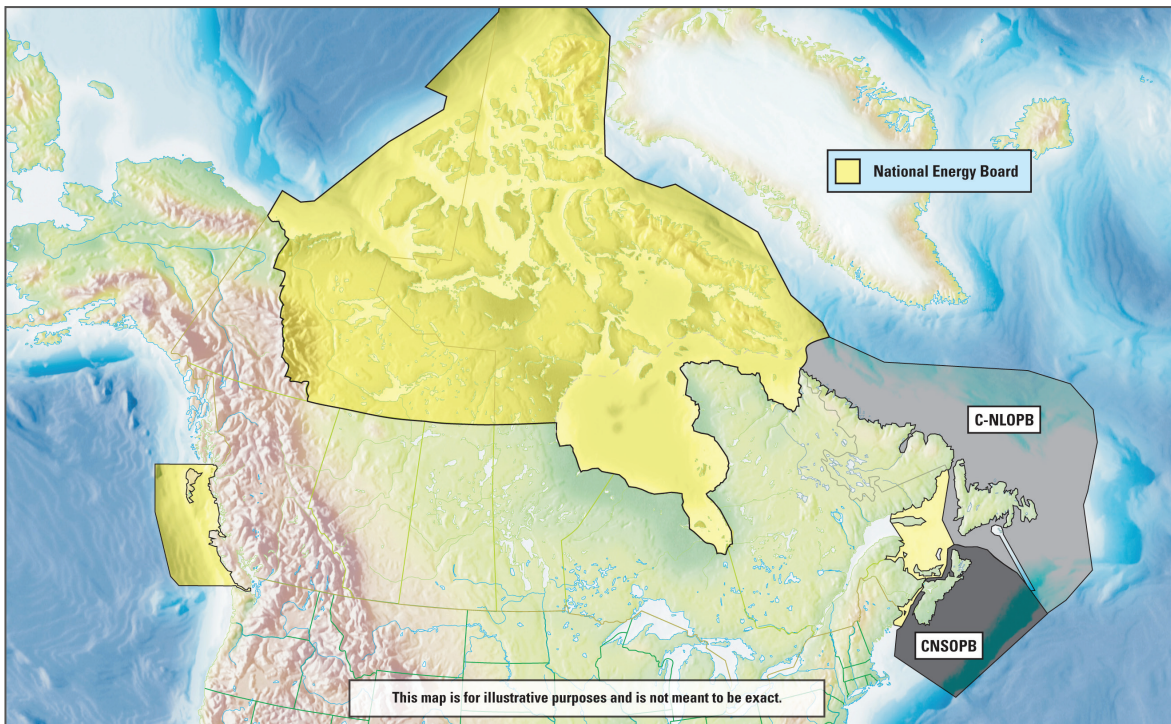 National Energy Board
C-NLOPB
CNSOPB
This map is for illustrative purposes and is not meant to be exact.